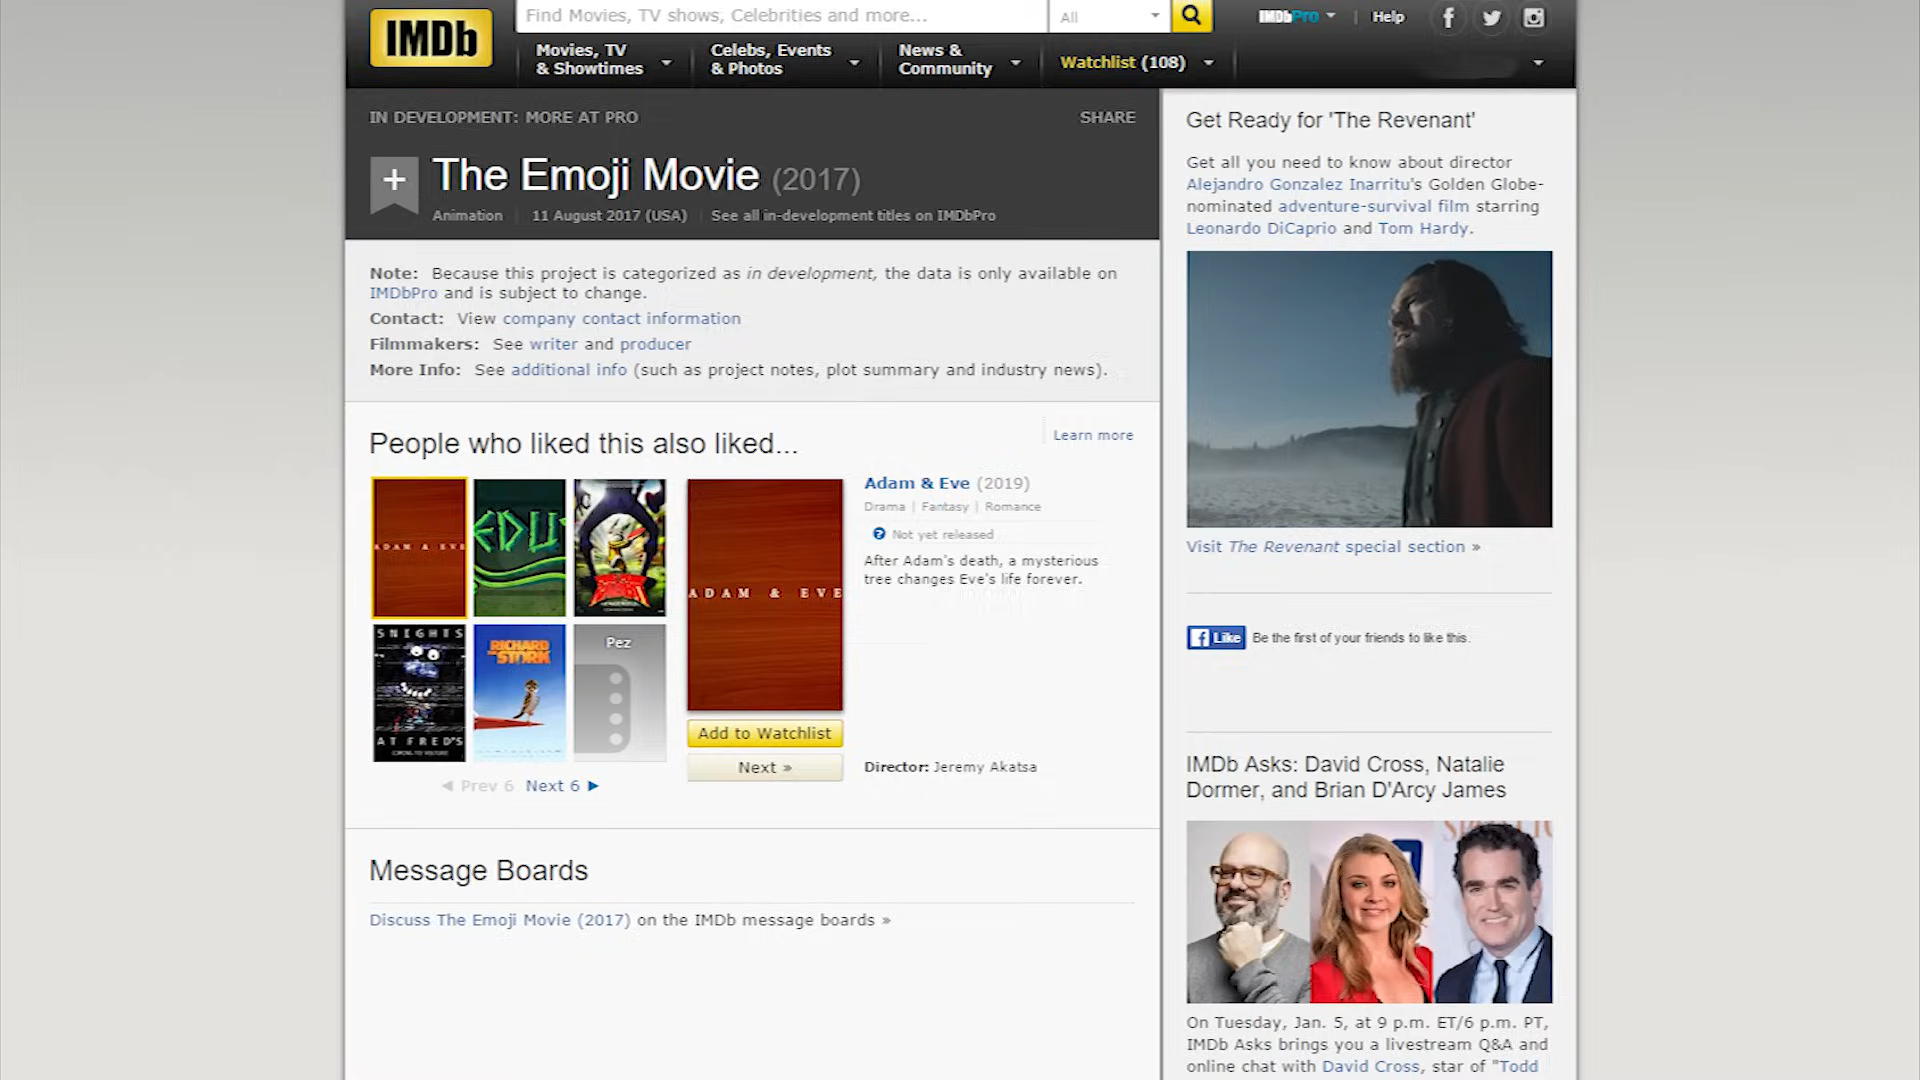 IMDb
Find Movies, TV shows, Celebrities and more...
All
IMDbPro
Help
Movies, TV
& Showtimes
Celebs, Events
& Photos
News &
Community
Watchlist (108)
IN DEVELOPMENT: MORE AT PRO
SHARE
The Emoji Movie (2017)
Animation
11 August 2017 (USA)
See all in-development titles on IMDbPro
Note: Because this project is categorized as in development, the data is only available on
IMDbPro and is subject to change.
Contact: View company contact information
Filmmakers: See writer and producer
More Info: See additional info (such as project notes, plot summary and industry news).
People who liked this also liked...
Learn more
ADAM & EVE
5 NIGHTS
AT FRED'S
RICHARD
THE STORK
Pez
ADAM & EVE
Prev 6 Next 6
Add to Watchlist
Next »
Adam & Eve (2019)
Drama | Fantasy | Romance
? Not yet released
After Adam's death, a mysterious
tree changes Eve's life forever.
Director: Jeremy Akatsa
Message Boards
Discuss The Emoji Movie (2017) on the IMDb message boards »
Get Ready for 'The Revenant'
Get all you need to know about director
Alejandro Gonzalez Inarritu's Golden Globe-
nominated adventure-survival film starring
Leonardo DiCaprio and Tom Hardy.
Visit The Revenant special section »
f Like Be the first of your friends to like this.
IMDb Asks: David Cross, Natalie
Dormer, and Brian D'Arcy James
On Tuesday, Jan. 5, at 9 p.m. ET/6 p.m. PT,
IMDb Asks brings you a livestream Q&A and
online chat with David Cross, star of "Todd